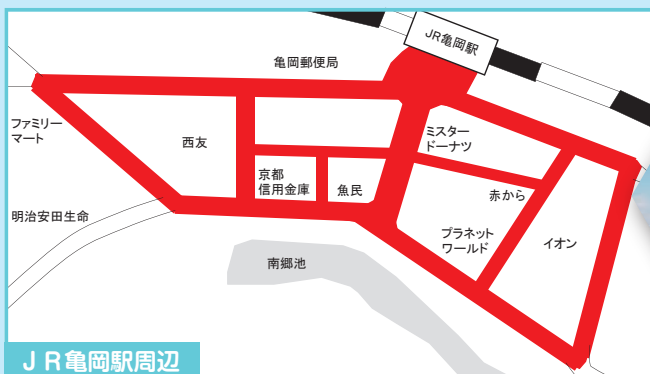 JR亀岡駅
亀岡郵便局
ファミリー
マート
西友
ミスター
ドーナツ
京都
信用金庫
魚民
赤から
明治安田生命
プラネット
ワールド
イオン
南郷池
JR亀岡駅周辺